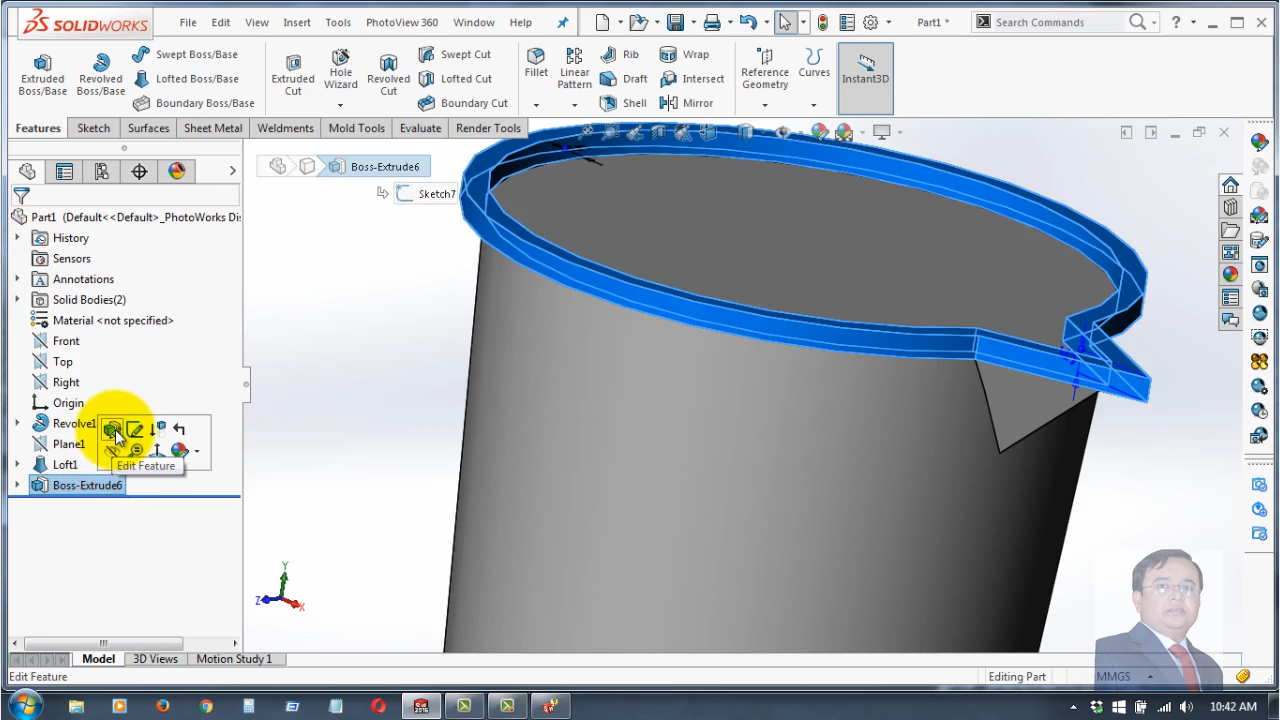 SOLIDWORKS
File Edit View Insert Tools PhotoView 360 Window Help
Part1 *
Search Commands
Extruded Boss/Base
Revolved Boss/Base
Swept Boss/Base
Lofted Boss/Base
Boundary Boss/Base
Extruded Cut
Hole Wizard
Revolved Cut
Swept Cut
Lofted Cut
Boundary Cut
Fillet
Linear Pattern
Rib
Draft
Shell
Wrap
Intersect
Mirror
Reference Geometry
Curves
Instant3D
Features Sketch Surfaces Sheet Metal Weldments Mold Tools Evaluate Render Tools
Boss-Extrude6
Sketch7
Part1 (Default<<Default>_PhotoWorks Dis
History
Sensors
Annotations
Solid Bodies(2)
Material <not specified>
Front
Top
Right
Origin
Revolve1
Plane1
Loft1
Edit Feature
Boss-Extrude6
Y
Z
X
Model 3D Views Motion Study 1
Edit Feature
Editing Part
MMGS
2016
10:42 AM